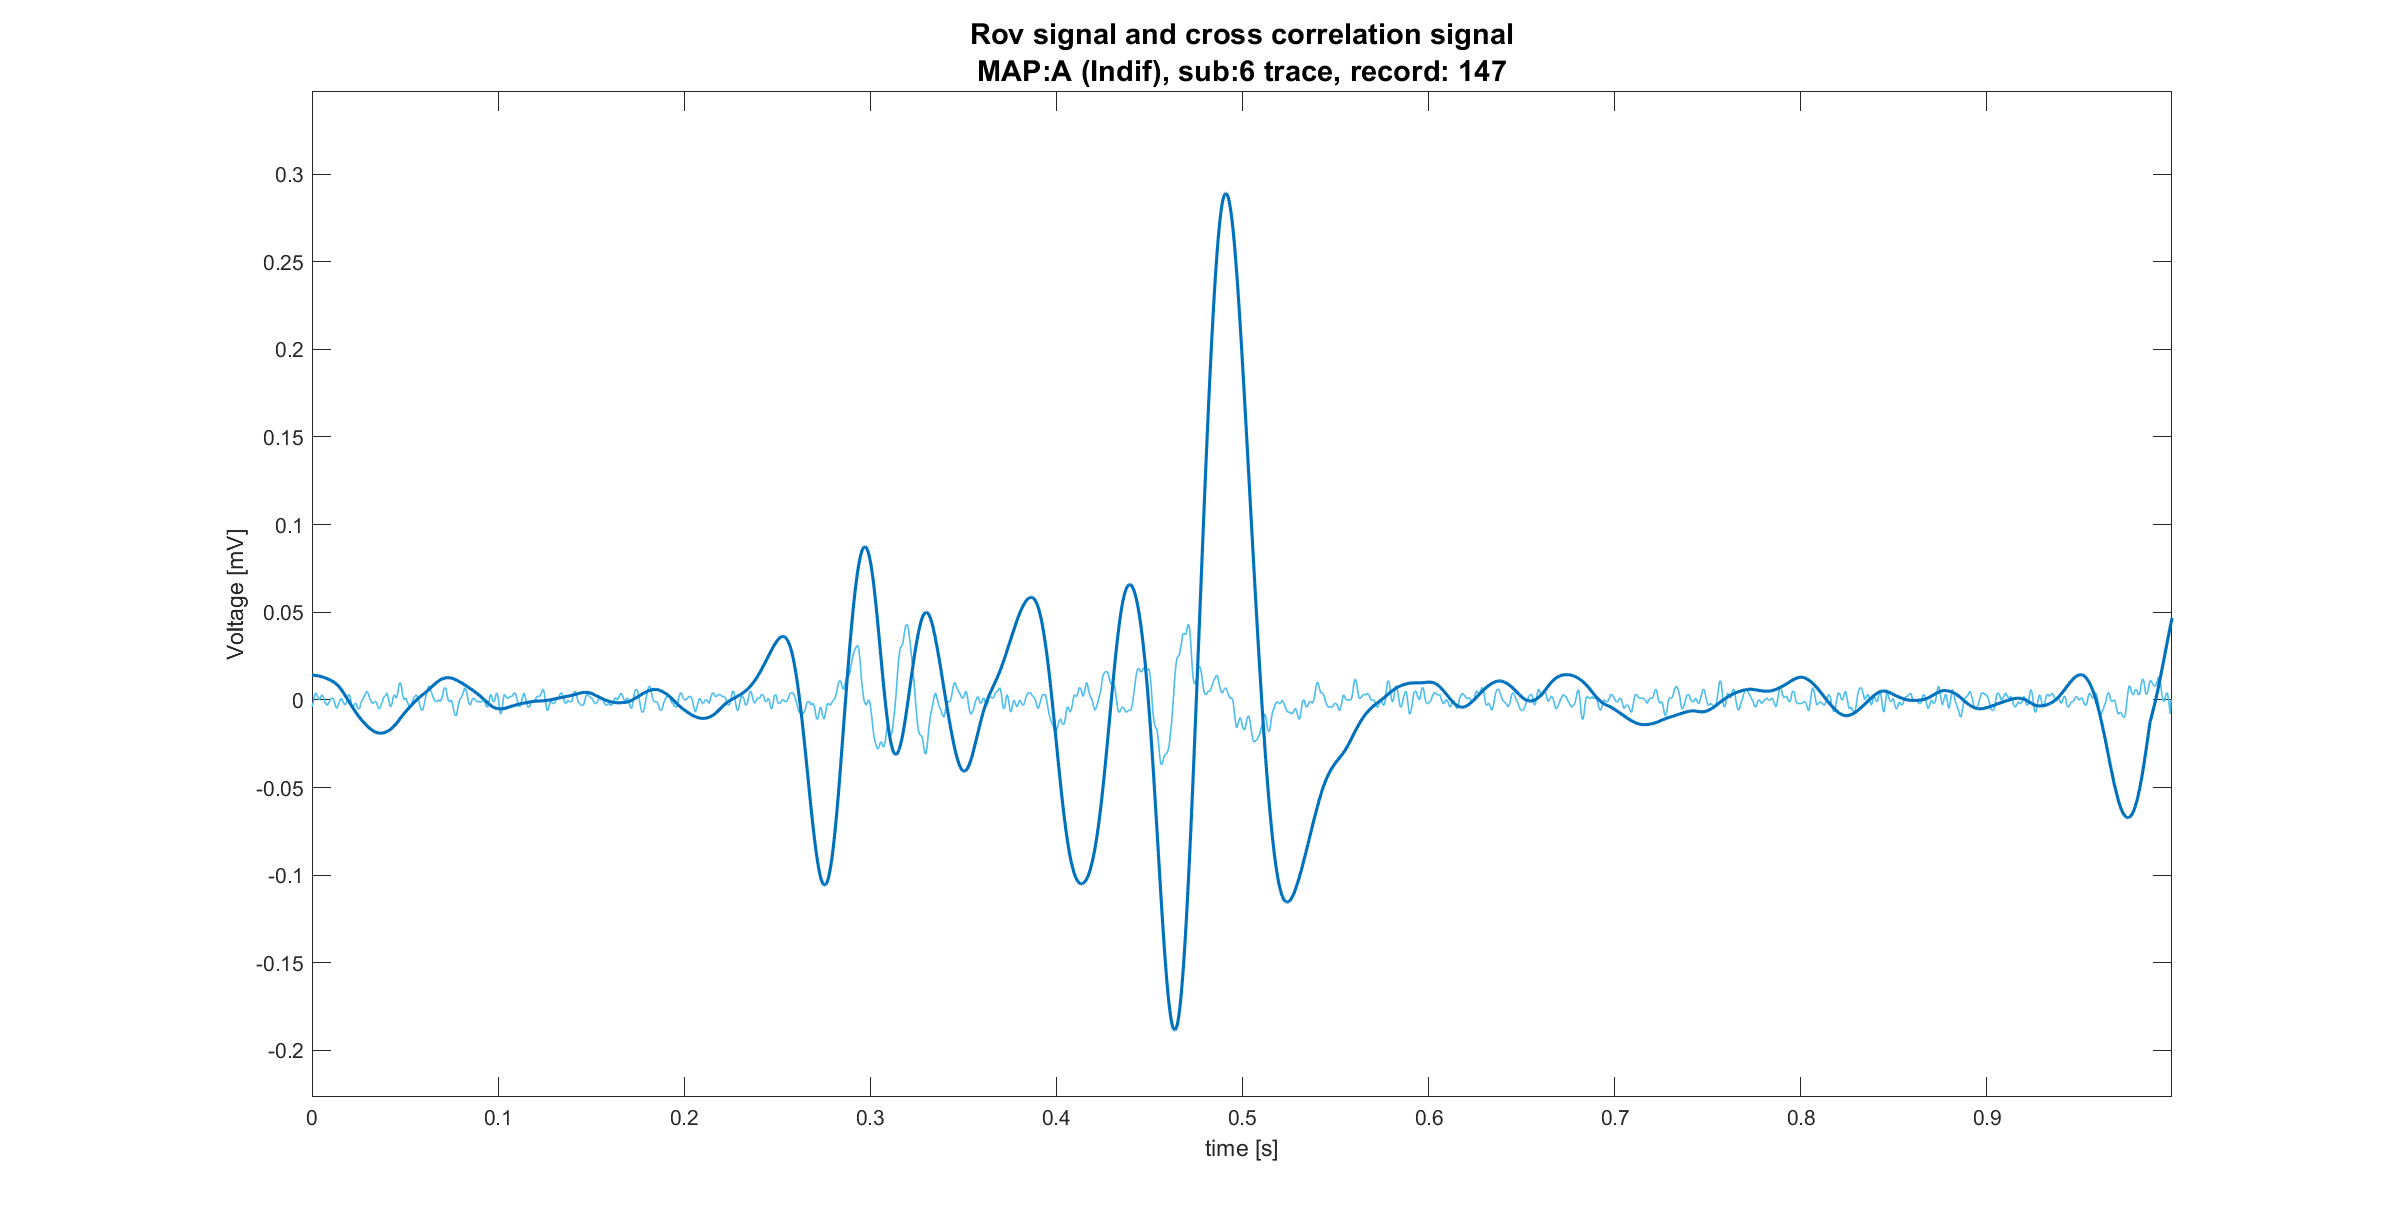 Rov signal and cross correlation signal
MAP:A (Indif), sub:6 trace, record: 147
Voltage [mV]
0.3
0.25
0.2
0.15
0.1
0.05
0
-0.05
-0.1
-0.15
-0.2
0 0.1 0.2 0.3 0.4 0.5 0.6 0.7 0.8 0.9
time [s]